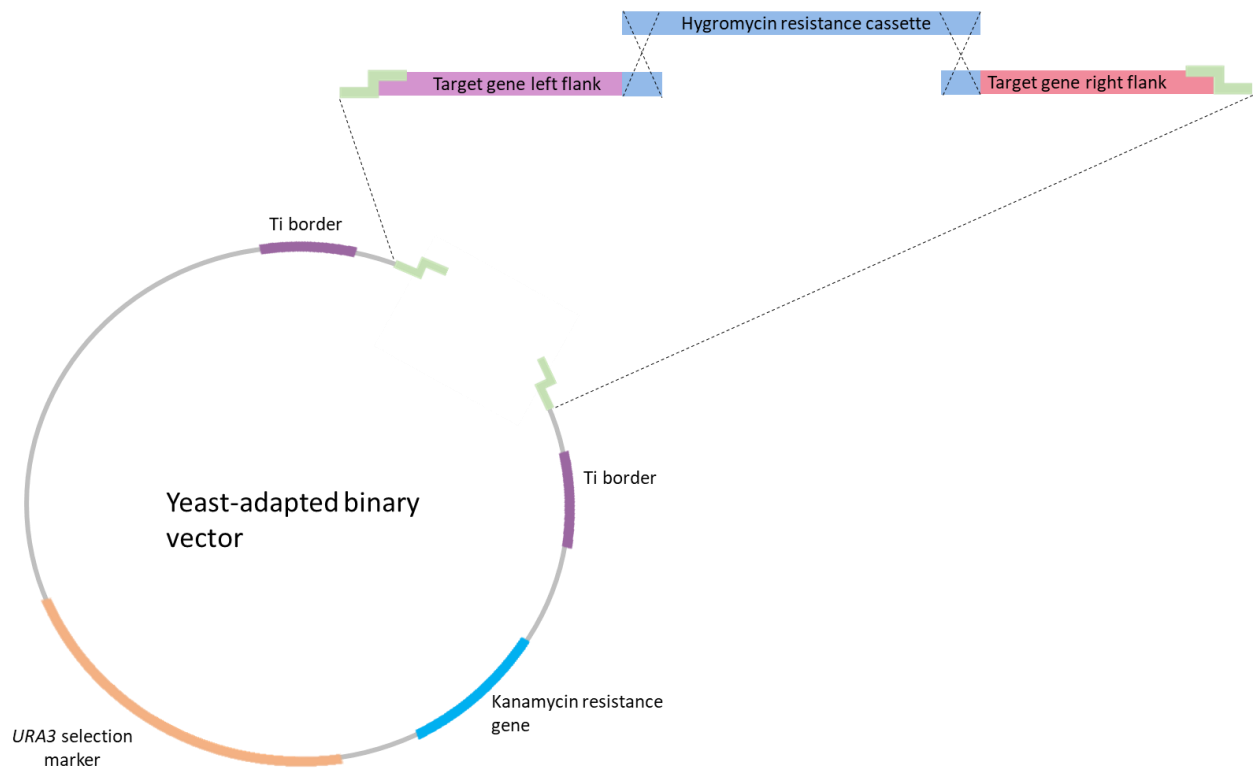 Hygromycin resistance cassette
Target gene left flank
Target gene right flank
Ti border
Ti border
Yeast-adapted binary
vector
Kanamycin resistance
gene
URA3 selection
marker